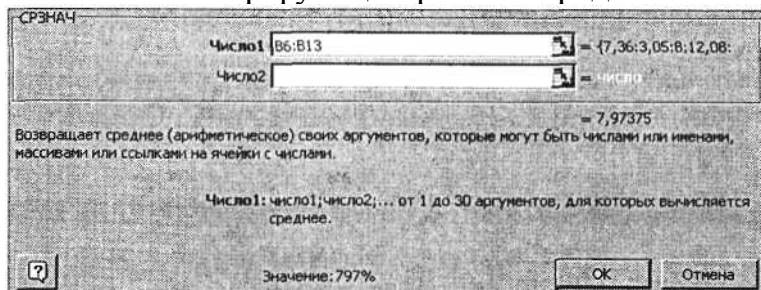 СРЗНАЧ
Число1 B6:B13 = {7,36:3,05:8:12,08:
Число2 = число
= 7,97375
Возвращает среднее (арифметическое) своих аргументов, которые могут быть числами или именами,
массивами или ссылками на ячейки с числами.
Число1: число1;число2;... от 1 до 30 аргументов, для которых вычисляется
среднее.
Значение:797%
ОК
Отмена